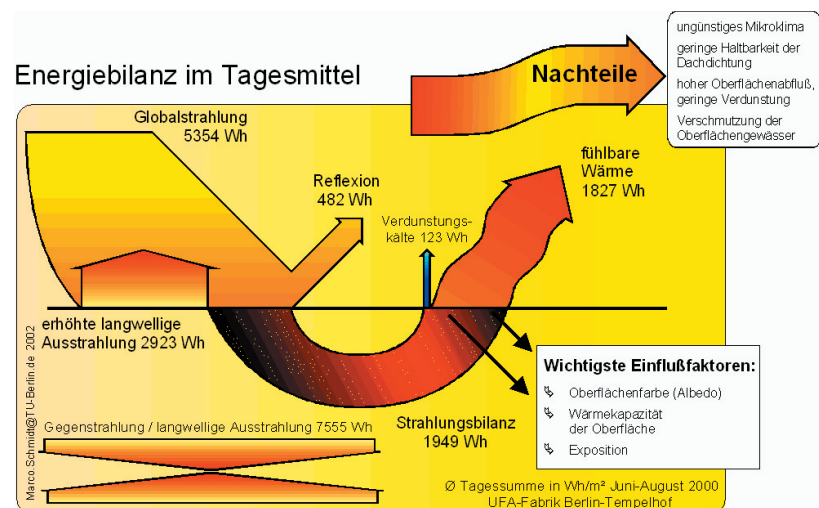 Energiebilanz im Tagesmittel
Nachteile
ungünstiges Mikroklima
geringe Haltbarkeit der
Dachdichtung
hoher Oberflächenabfluß,
geringe Verdunstung
Verschmutzung der
Oberflächengewässer
Globalstrahlung
5354 Wh
Reflexion
482 Wh
Verdunstungs-
kälte 123 Wh
fühlbare
Wärme
1827 Wh
erhöhte langwellige
Ausstrahlung 2923 Wh
Wichtigste Einflußfaktoren:
Oberflächenfarbe (Albedo)
Wärmekapazität
der Oberfläche
Exposition
Strahlungsbilanz
1949 Wh
Gegenstrahlung / langwellige Ausstrahlung 7555 Wh
Ø Tagessumme in Wh/m² Juni-August 2000
UFA-Fabrik Berlin-Tempelhof
Marco.Schmidt@TU-Berlin.de 2002